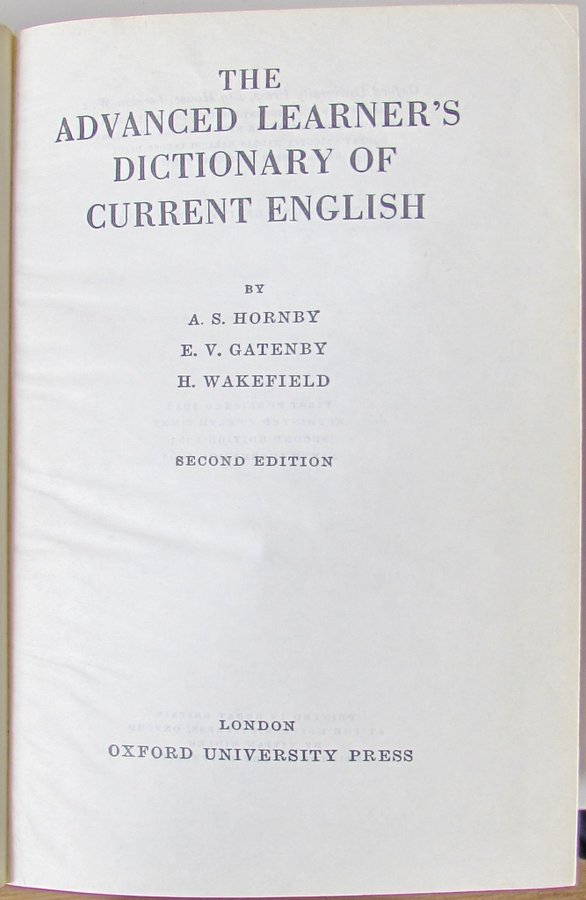 THE
ADVANCED LEARNER'S
DICTIONARY OF
CURRENT ENGLISH
BY
A. S. HORNBY
E. V. GATENBY
H. WAKEFIELD
SECOND EDITION
LONDON
OXFORD UNIVERSITY PRESS